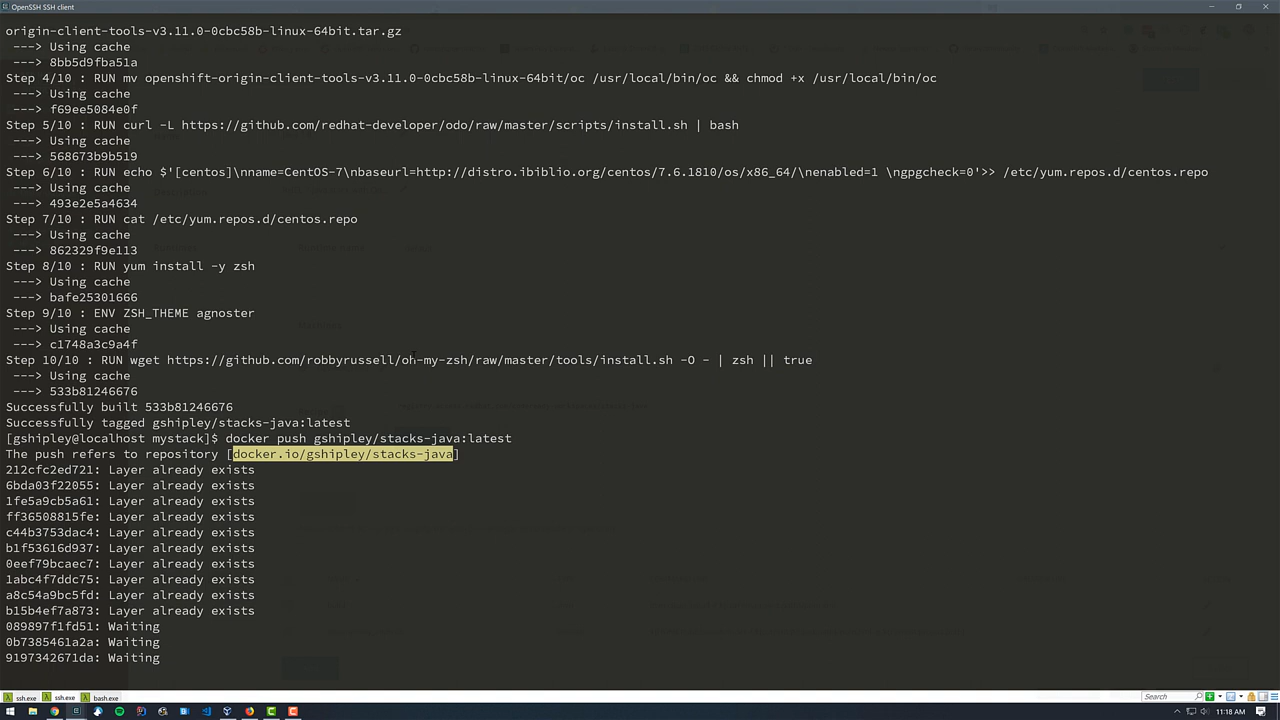 OpenSSH SSH client
origin-client-tools-v3.11.0-0cbc58b-linux-64bit.tar.gz
---> Using cache
---> 8bb5d9fba51a
Step 4/10 : RUN mv openshift-origin-client-tools-v3.11.0-0cbc58b-linux-64bit/oc /usr/local/bin/oc && chmod +x /usr/local/bin/oc
---> Using cache
---> f69ee5084e0f
Step 5/10 : RUN curl -L https://github.com/redhat-developer/odo/raw/master/scripts/install.sh | bash
---> Using cache
---> 568673b9b519
Step 6/10 : RUN echo $'[centos]\nname=CentOS-7\nbaseurl=http://distro.ibiblio.org/centos/7.6.1810/os/x86_64/\nenabled=1 \ngpgcheck=0'>> /etc/yum.repos.d/centos.repo
---> Using cache
---> 493e2e5a4634
Step 7/10 : RUN cat /etc/yum.repos.d/centos.repo
---> Using cache
---> 862329f9e113
Step 8/10 : RUN yum install -y zsh
---> Using cache
---> bafe25301666
Step 9/10 : ENV ZSH_THEME agnoster
---> Using cache
---> c1748a3c9a4f
Step 10/10 : RUN wget https://github.com/robbyrussell/oh-my-zsh/raw/master/tools/install.sh -O - | zsh || true
---> Using cache
---> 533b81246676
Successfully built 533b81246676
Successfully tagged gshipley/stacks-java:latest
[gshipley@localhost mystack]$ docker push gshipley/stacks-java:latest
The push refers to repository [docker.io/gshipley/stacks-java]
212cfc2ed721: Layer already exists
6bda03f22055: Layer already exists
1fe5a9cb5a61: Layer already exists
ff36508815fe: Layer already exists
c44b3753dac4: Layer already exists
b1f53616d937: Layer already exists
0eef79bcaec7: Layer already exists
1abc4f7ddc75: Layer already exists
a8c54a9bc5fd: Layer already exists
b15b4ef7a873: Layer already exists
089897f1fd51: Waiting
0b7385461a2a: Waiting
9197342671da: Waiting
ssh.exe ssh.exe bash.exe Search
11:18 AM